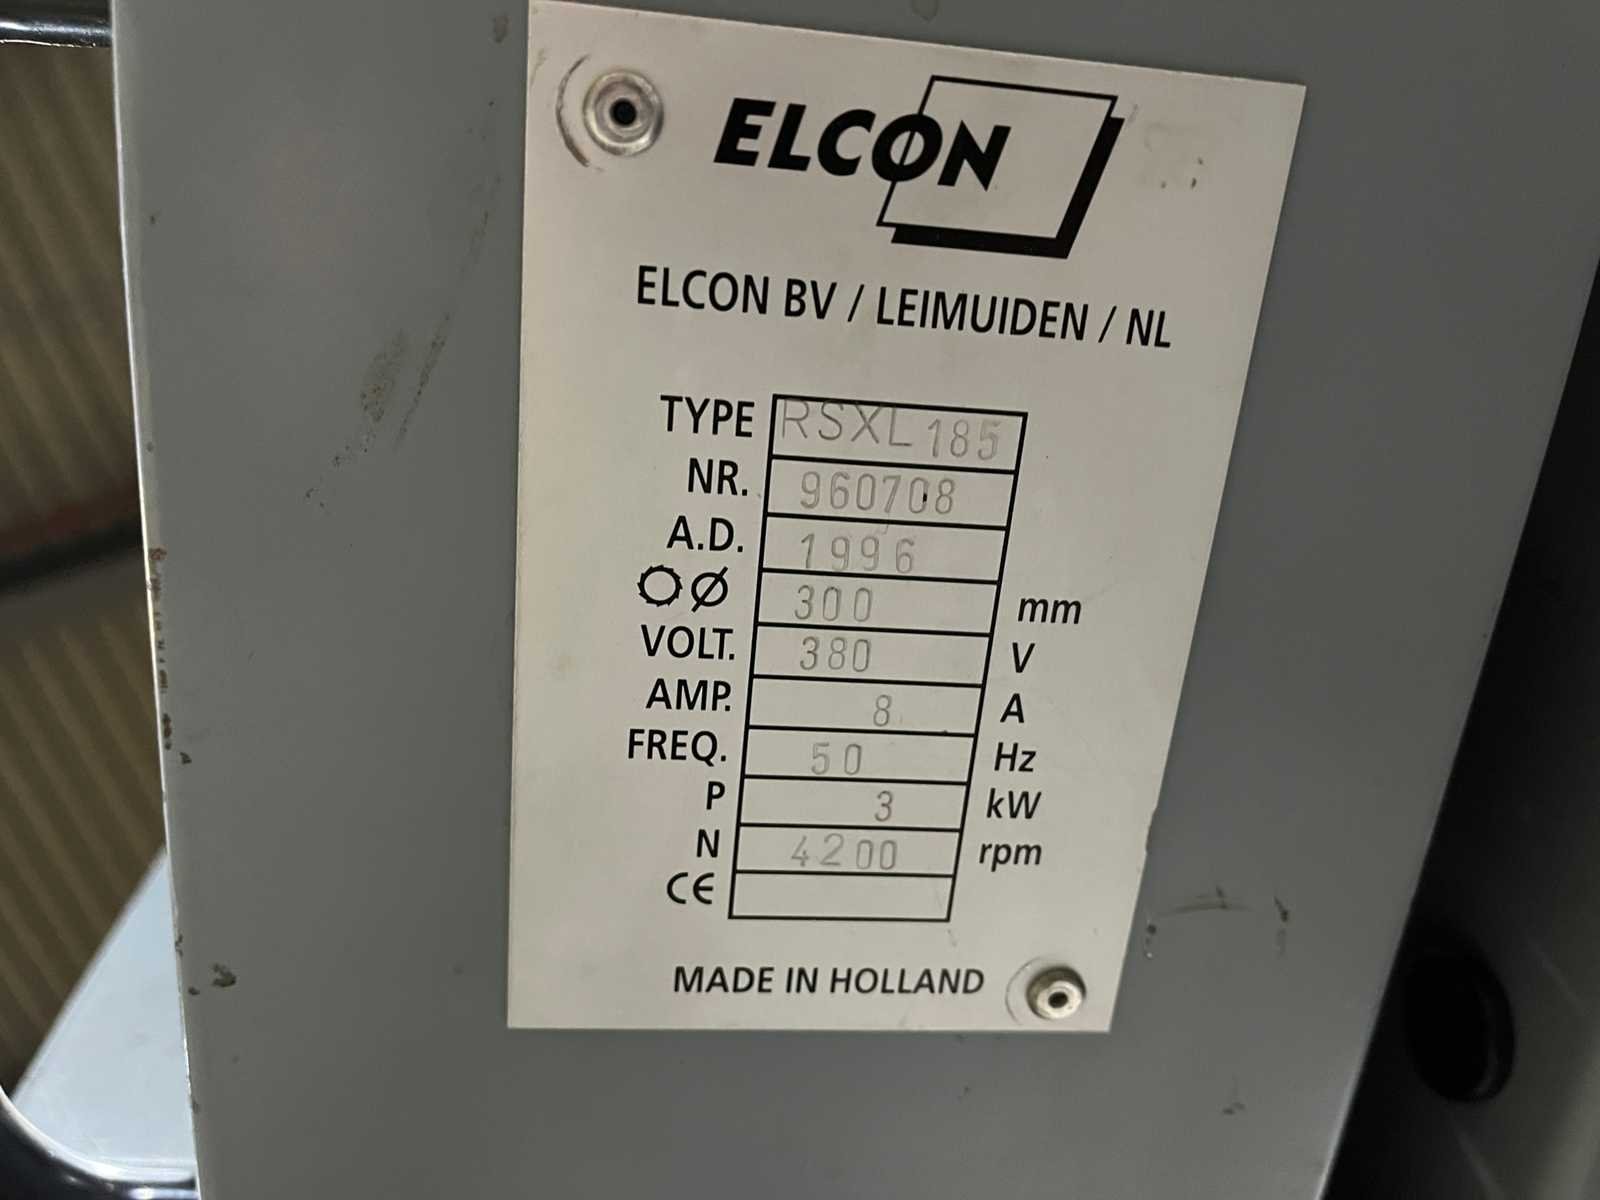 ELCON
ELCON BV / LEIMUIDEN / NL
TYPE RSXL 185
NR. 960708
A.D. 1996
Ø 300 mm
VOLT. 380 V
AMP. 8 A
FREQ. 50 Hz
P 3 kW
N 4200 rpm
CE
MADE IN HOLLAND